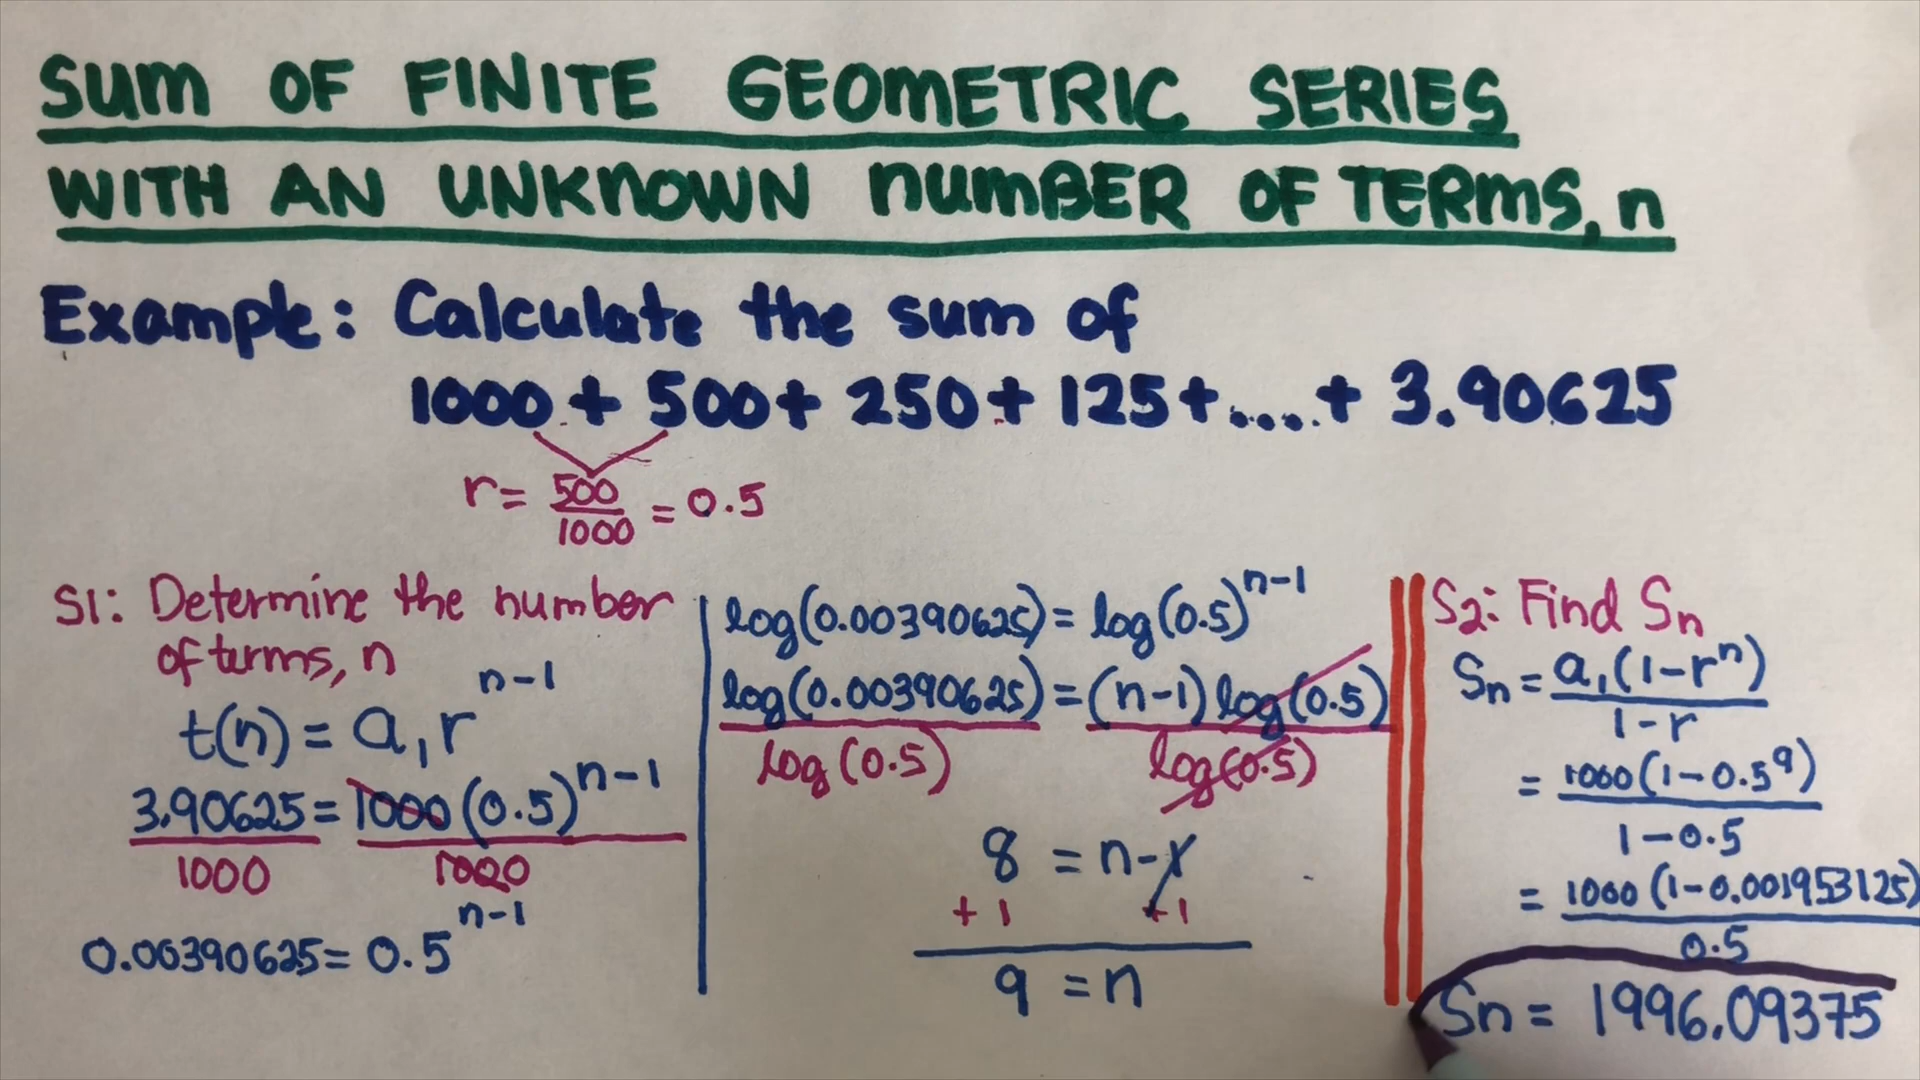 SUM OF FINITE GEOMETRIC SERIES
WITH AN UNKNOWN NUMBER OF TERMS, n
Example: Calculate the sum of
1000 + 500 + 250 + 125 + .... + 3.90625
r = 500/1000 = 0.5
S1: Determine the number
of terms, n
t(n) = a₁r^(n-1)
3.90625 = 1000(0.5)^(n-1)
1000 1000
0.00390625 = 0.5^(n-1)
log(0.00390625) = log(0.5)^(n-1)
log(0.00390625) = (n-1) log(0.5)
log(0.5) log(0.5)
8 = n-1
+1 +1
9 = n
S2: Find Sn
Sn = a₁(1-rⁿ)
1-r
= 1000(1-0.5⁹)
1-0.5
= 1000(1-0.001953125)
0.5
Sn = 1996.09375